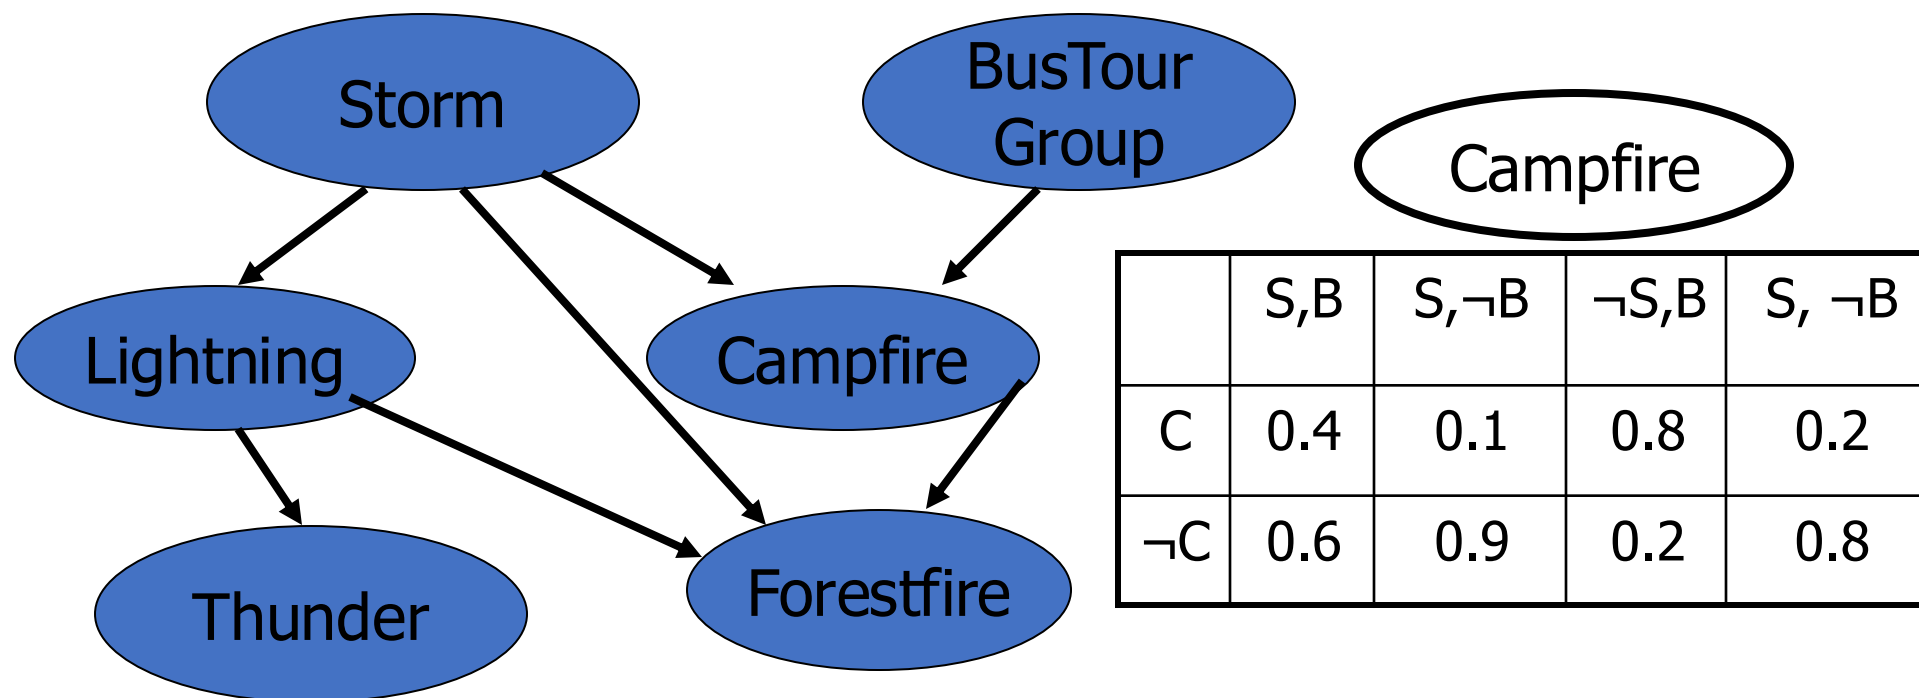 Storm
BusTour
Group
Campfire
Lightning
Campfire
Thunder
Forestfire
S,B S,¬B ¬S,B S, ¬B
C 0.4 0.1 0.8 0.2
¬C 0.6 0.9 0.2 0.8